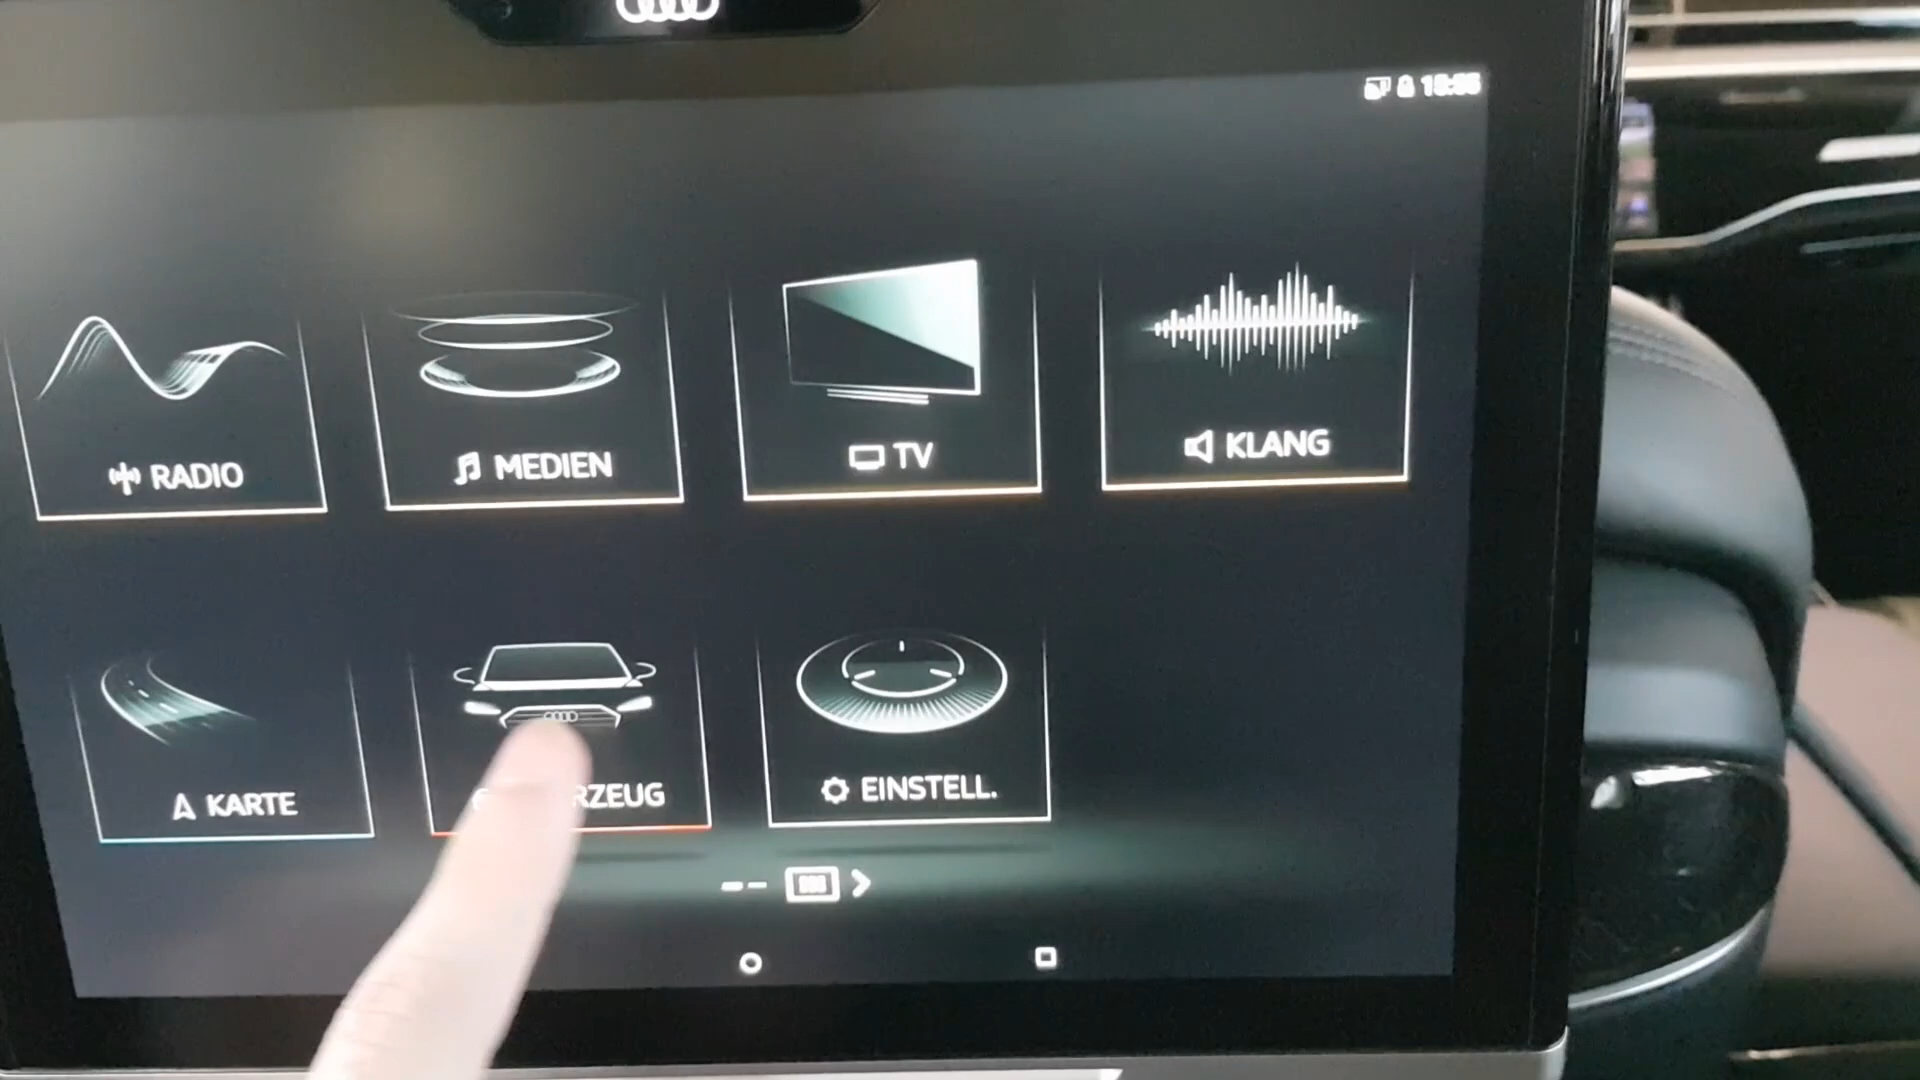 RADIO
MEDIEN
TV
KLANG
KARTE
RZEUG
EINSTELL.